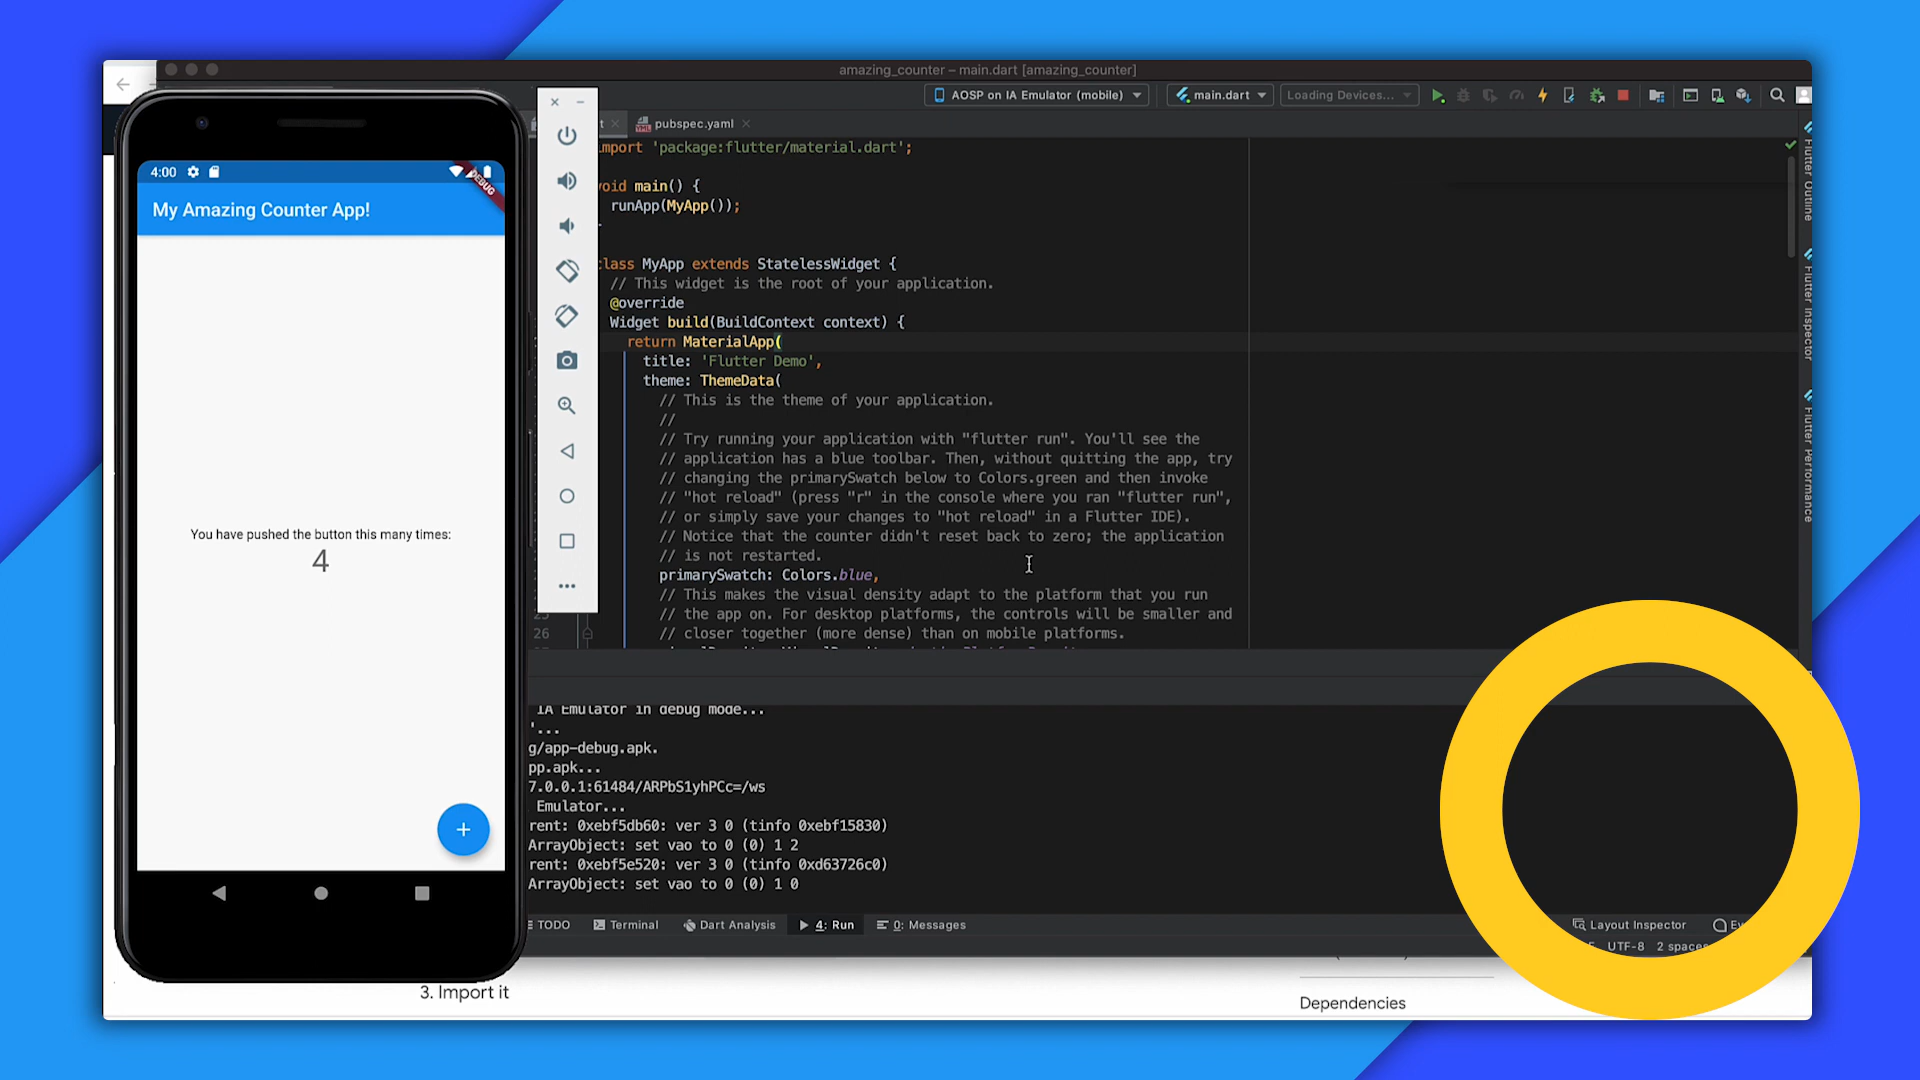 amazing_counter – main.dart [amazing_counter]
AOSP on IA Emulator (mobile)
main.dart
Loading Devices...
pubspec.yaml
4:00
DEBUG
My Amazing Counter App!
You have pushed the button this many times:
4
import 'package:flutter/material.dart';
void main() {
runApp(MyApp());
class MyApp extends StatelessWidget {
// This widget is the root of your application.
@override
Widget build(BuildContext context) {
return MaterialApp(
title: 'Flutter Demo',
theme: ThemeData(
// This is the theme of your application.
//
// Try running your application with "flutter run". You'll see the
// application has a blue toolbar. Then, without quitting the app, try
// changing the primarySwatch below to Colors.green and then invoke
// "hot reload" (press "r" in the console where you ran "flutter run",
// or simply save your changes to "hot reload" in a Flutter IDE).
// Notice that the counter didn't reset back to zero; the application
// is not restarted.
primarySwatch: Colors.blue,
// This makes the visual density adapt to the platform that you run
// the app on. For desktop platforms, the controls will be smaller and
26
// closer together (more dense) than on mobile platforms.
Flutter Outline
Flutter Inspector
Flutter Performance
IA Emulator in debug mode...
'...
g/app-debug.apk.
pp.apk...
7.0.0.1:61484/ARPbS1yhPCc=/ws
Emulator...
rent: 0xebf5db60: ver 3 0 (tinfo 0xebf15830)
ArrayObject: set vao to 0 (0) 1 2
rent: 0xebf5e520: ver 3 0 (tinfo 0xd63726c0)
ArrayObject: set vao to 0 (0) 1 0
TODO
Terminal
Dart Analysis
4: Run
0: Messages
Layout Inspector
UTF-8
2 spaces
3. Import it
Dependencies